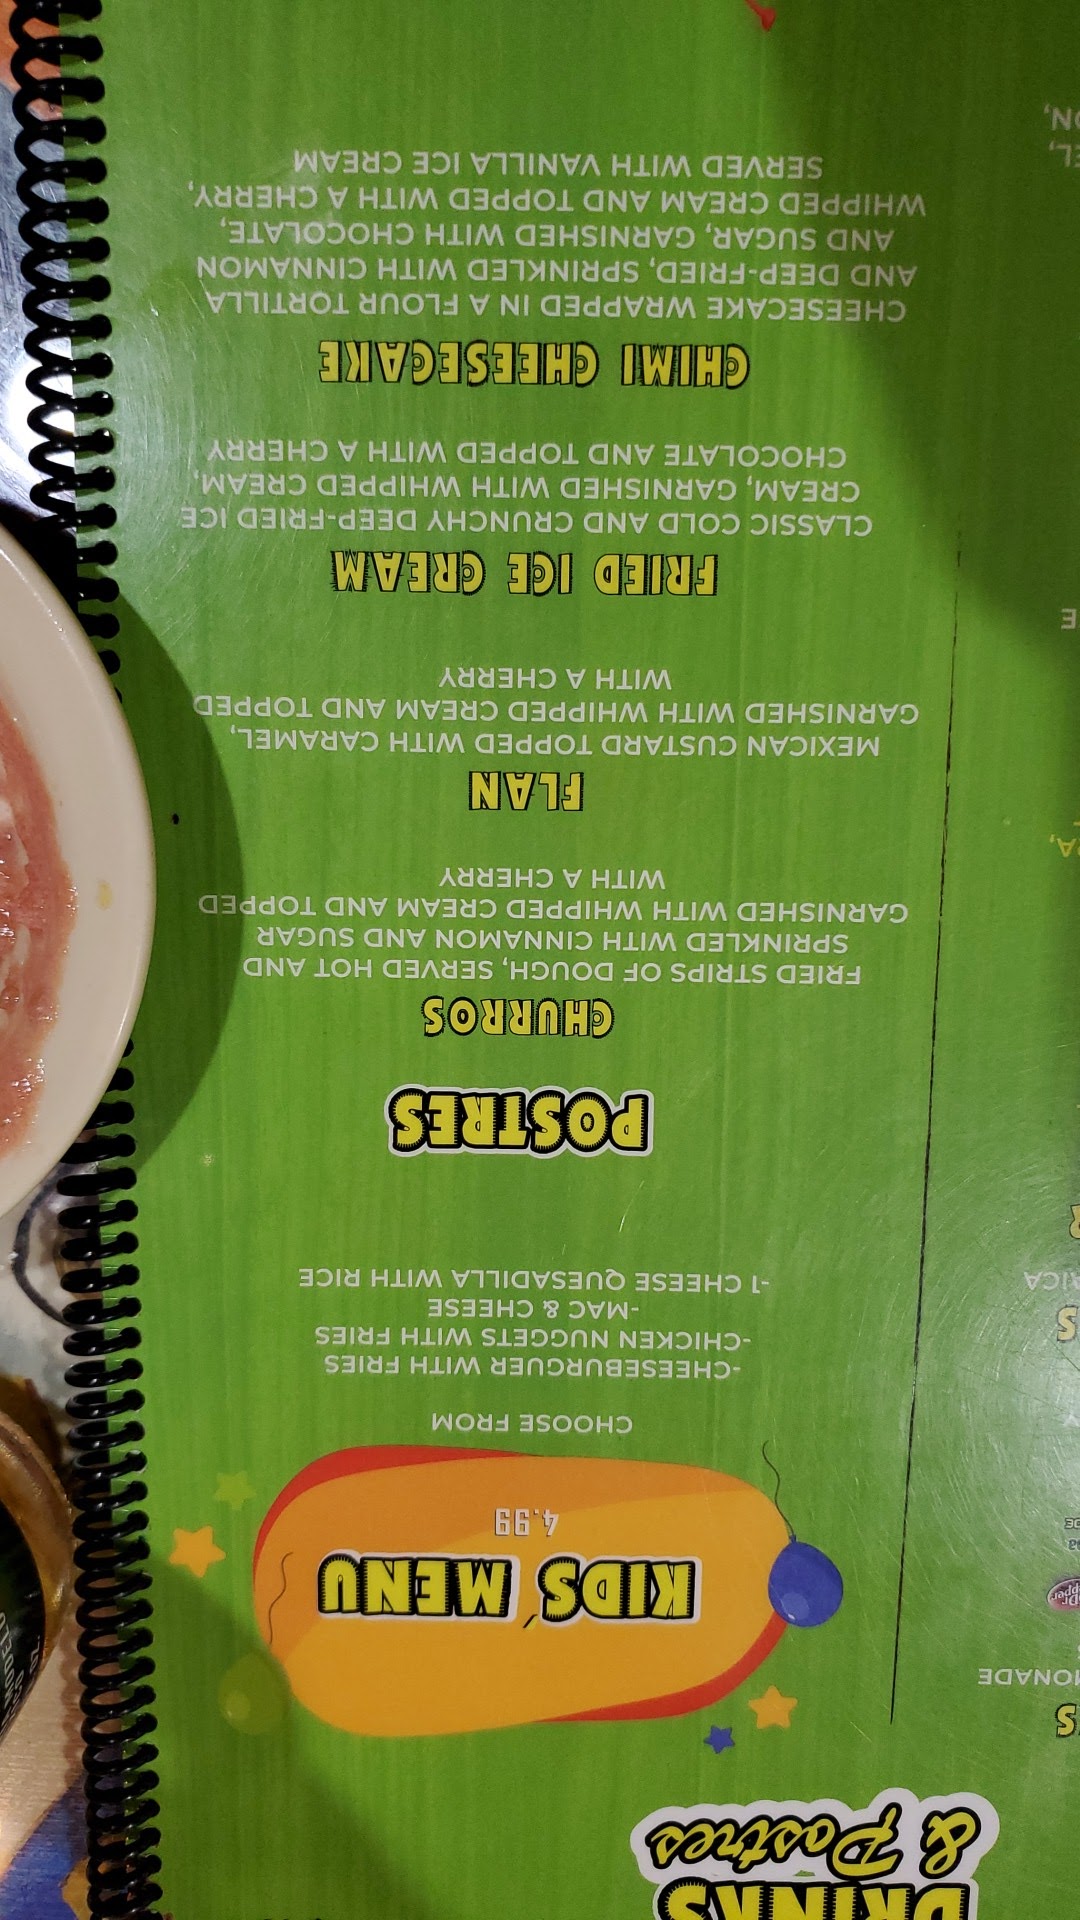 DRINKS
& Postres
KIDS' MENU
4.99
CHOOSE FROM
-CHEESEBURGUER WITH FRIES
-CHICKEN NUGGETS WITH FRIES
-MAC & CHEESE
-1 CHEESE QUESADILLA WITH RICE
POSTRES
CHURROS
FRIED STRIPS OF DOUGH, SERVED HOT AND
SPRINKLED WITH CINNAMON AND SUGAR
GARNISHED WITH WHIPPED CREAM AND TOPPED
WITH A CHERRY
FLAN
MEXICAN CUSTARD TOPPED WITH CARAMEL,
GARNISHED WITH WHIPPED CREAM AND TOPPED
WITH A CHERRY
FRIED ICE CREAM
CLASSIC COLD AND CRUNCHY DEEP-FRIED ICE
CREAM, GARNISHED WITH WHIPPED CREAM,
CHOCOLATE AND TOPPED WITH A CHERRY
CHIMI CHEESECAKE
CHEESECAKE WRAPPED IN A FLOUR TORTILLA
AND DEEP-FRIED, SPRINKLED WITH CINNAMON
AND SUGAR, GARNISHED WITH CHOCOLATE,
WHIPPED CREAM AND TOPPED WITH A CHERRY,
SERVED WITH VANILLA ICE CREAM